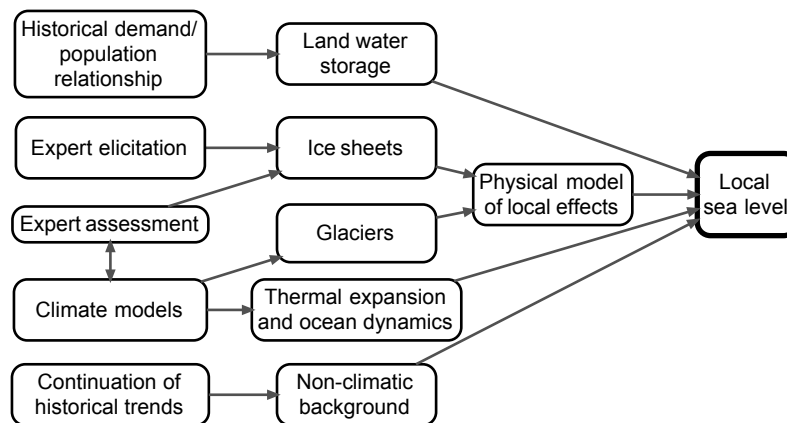 Historical demand/
population
relationship
Land water
storage
Expert elicitation
Ice sheets
Physical model
of local effects
Local
sea level
Expert assessment
Glaciers
Climate models
Thermal expansion
and ocean dynamics
Continuation of
historical trends
Non-climatic
background